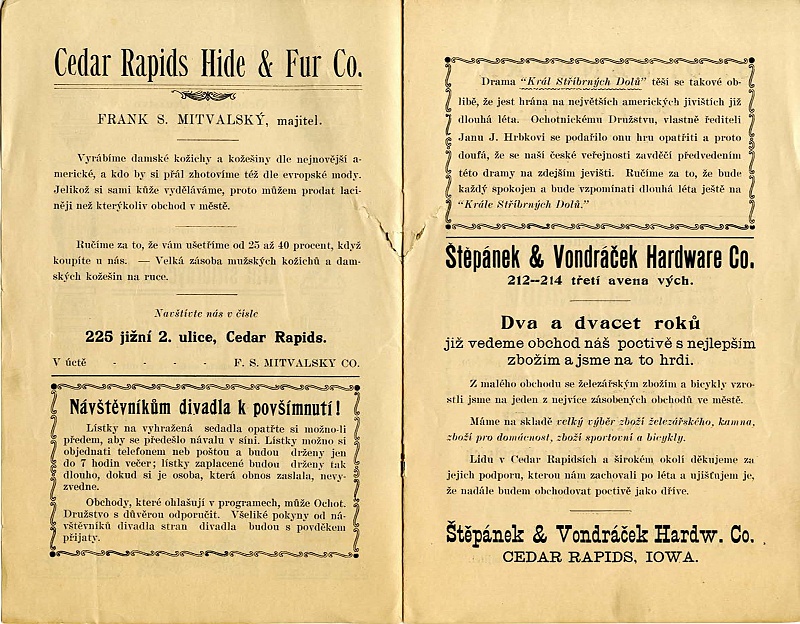 Cedar Rapids Hide & Fur Co.
FRANK S. MITVALSKÝ, majitel.
Vyrábíme damské kožichy a kožešiny dle nejnovější a-
merické, a kdo by si přál zhotovíme též dle evropské mody.
Jelikož si sami kůže vyděláváme, proto můžem prodat laci-
něji než kterýkoliv obchod v městě.
Ručíme za to, že vám ušetříme od 25 až 40 procent, když
koupíte u nás. — Velká zásoba mužských kožichů a dam-
ských kožešin na ruce.
Navštivte nás v čísle
225 jižní 2. ulice, Cedar Rapids.
V úctě - - - - F. S. MITVALSKY CO.
Návštěvníkům divadla k povšimnutí!
Lístky na vyhražená sedadla opatřte si možno-li
předem, aby se předešlo návalu v síni. Lístky možno si
objednati telefonem neb poštou a budou drženy jen
do 7 hodin večer; lístky zaplacené budou drženy tak
dlouho, dokud si je osoba, která obnos zaslala, nevy-
zvedne.
Obchody, které ohlašují v programech, může Ochot.
Družstvo s důvěrou odporučit. Všeliké pokyny od ná-
vštěvníků divadla stran divadla budou s povděkem
přijaty.
Drama "Král Stříbrných Dolů" těší se takové ob-
libě, že jest hrána na největších amerických jevištích již
dlouhá léta. Ochotnickému Družstvu, vlastně řediteli
Janu J. Hrbkovi se podařilo onu hru opatřiti a proto
doufá, že se naší české veřejnosti zavděčí předvedením
této dramy na zdejším jevišti. Ručíme za to, že bude
každý spokojen a bude vzpomínati dlouhá léta ještě na
"Krále Stříbrných Dolů."
Štěpánek & Vondráček Hardware Co.
212--214 třetí avena vých.
Dva a dvacet roků
již vedeme obchod náš poctivě s nejlepším
zbožím a jsme na to hrdi.
Z malého obchodu se železářským zbožím a bicykly vzro-
stli jsme na jeden z nejvíce zásobených obchodů ve městě.
Máme na skladě velký výběr zboží železářského, kamna,
zboží pro domácnost, zboží sportovní a bicykly.
Lidu v Cedar Rapidsích a širokém okolí děkujeme za
jejich podporu, kterou nám zachovali po léta a ujišťujem je,
že nadále budem obchodovat poctivě jako dříve.
Štěpánek & Vondráček Hardw. Co.
CEDAR RAPIDS, IOWA.